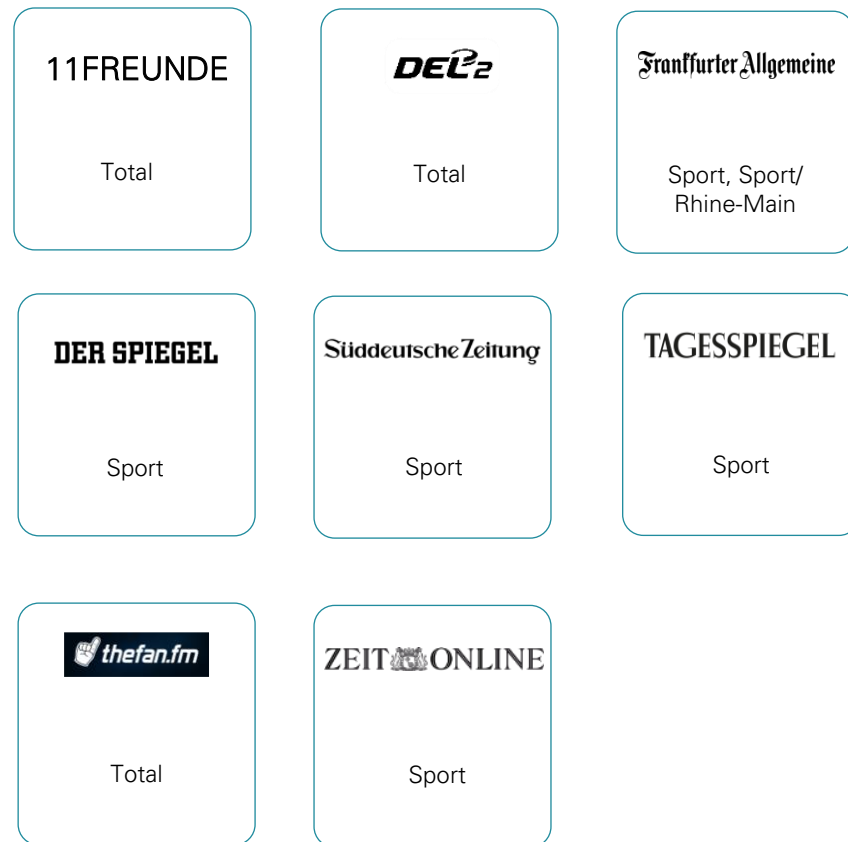 11FREUNDE
Total
DEL2
Total
Frankfurter Allgemeine
Sport, Sport/
Rhine-Main
DER SPIEGEL
Sport
Süddeutsche Zeitung
Sport
TAGESSPIEGEL
Sport
thefan.fm
Total
ZEIT ONLINE
Sport